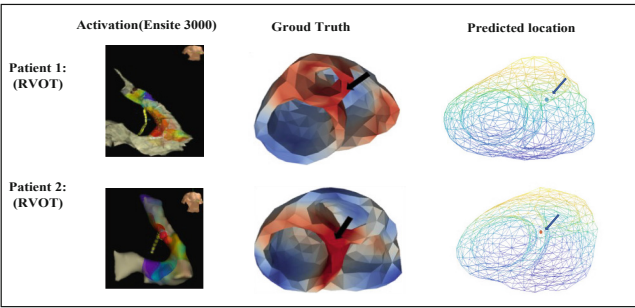 Activation(Ensite 3000) Groud Truth Predicted location
Patient 1:
(RVOT)
Patient 2:
(RVOT)